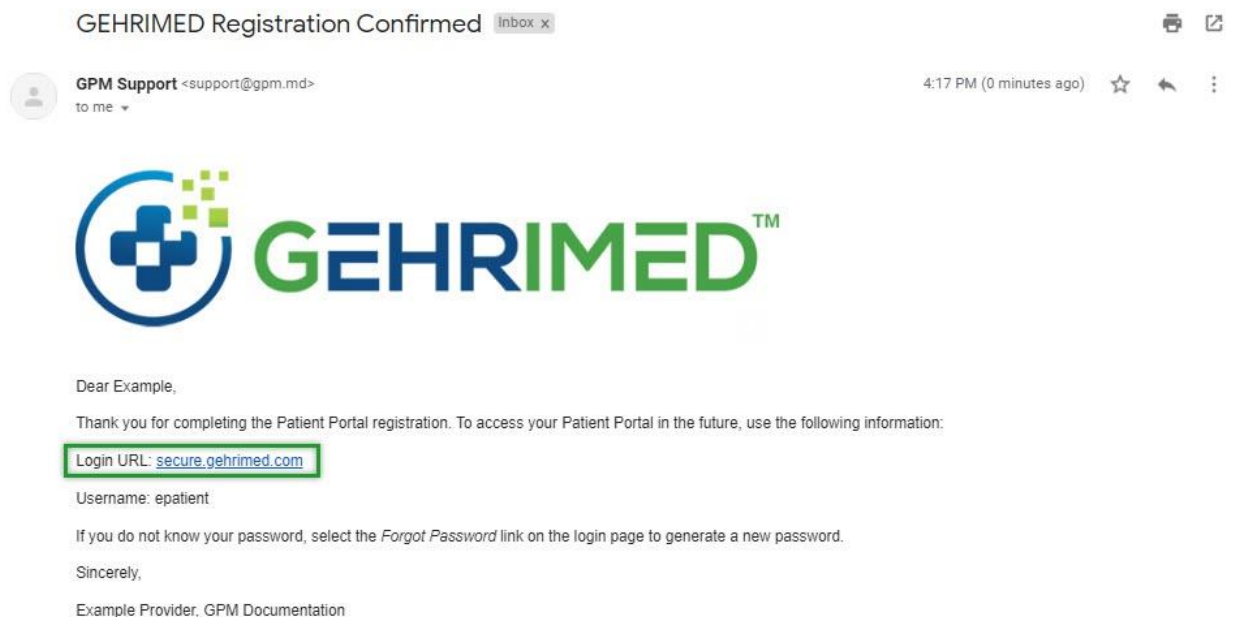 GEHRIMED Registration Confirmed Inbox x
GPM Support <support@gpm.md> 4:17 PM (0 minutes ago)
to me
GEHRIMED™
Dear Example,
Thank you for completing the Patient Portal registration. To access your Patient Portal in the future, use the following information:
Login URL: secure.gehrimed.com
Username: epatient
If you do not know your password, select the Forgot Password link on the login page to generate a new password.
Sincerely,
Example Provider, GPM Documentation